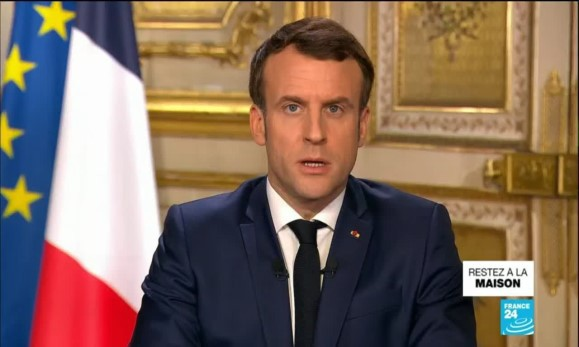 RESTEZ À LA
MAISON
FRANCE
24